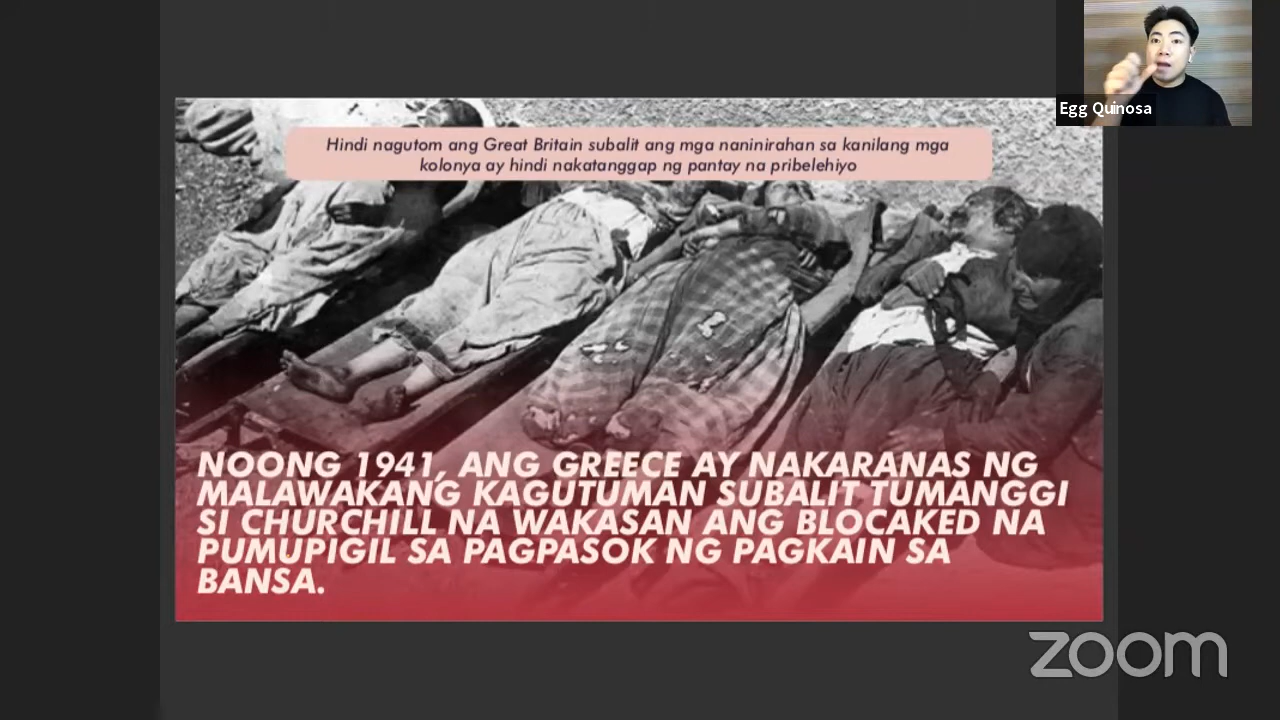 Egg Quinosa
Hindi nagutom ang Great Britain subalit ang mga naninirahan sa kanilang mga
kolonya ay hindi nakatanggap ng pantay na pribelehiyo
NOONG 1941, ANG GREECE AY NAKARANAS NG
MALAWAKANG KAGUTUMAN SUBALIT TUMANGGI
SI CHURCHILL NA WAKASAN ANG BLOCAKED NA
PUMUPIGIL SA PAGPASOK NG PAGKAIN SA
BANSA.
zoom